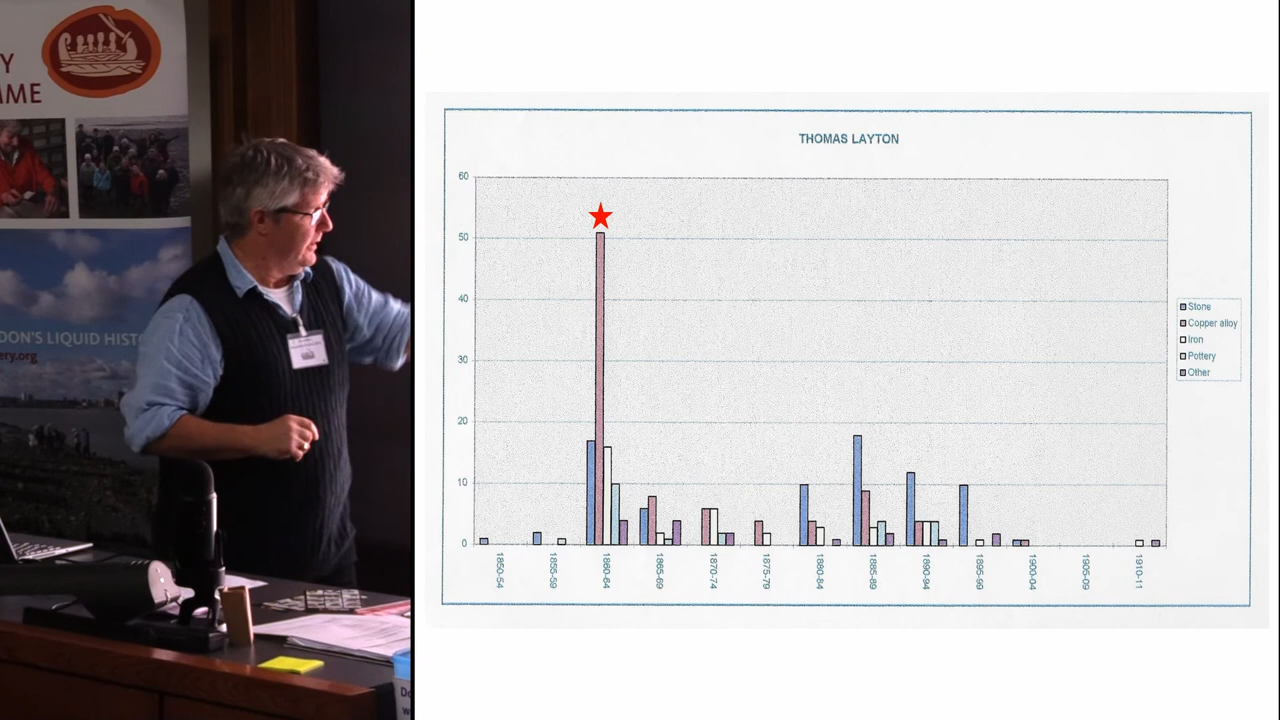 Y
MME
DON'S LIQUID HIST
ery.org
THOMAS LAYTON
60
50
40
30
20
10
0
1850-54
1855-59
1860-64
1865-69
1870-74
1875-79
1880-84
1885-89
1890-94
1895-99
1900-04
1905-09
1910-11
Stone
Copper alloy
Iron
Pottery
Other